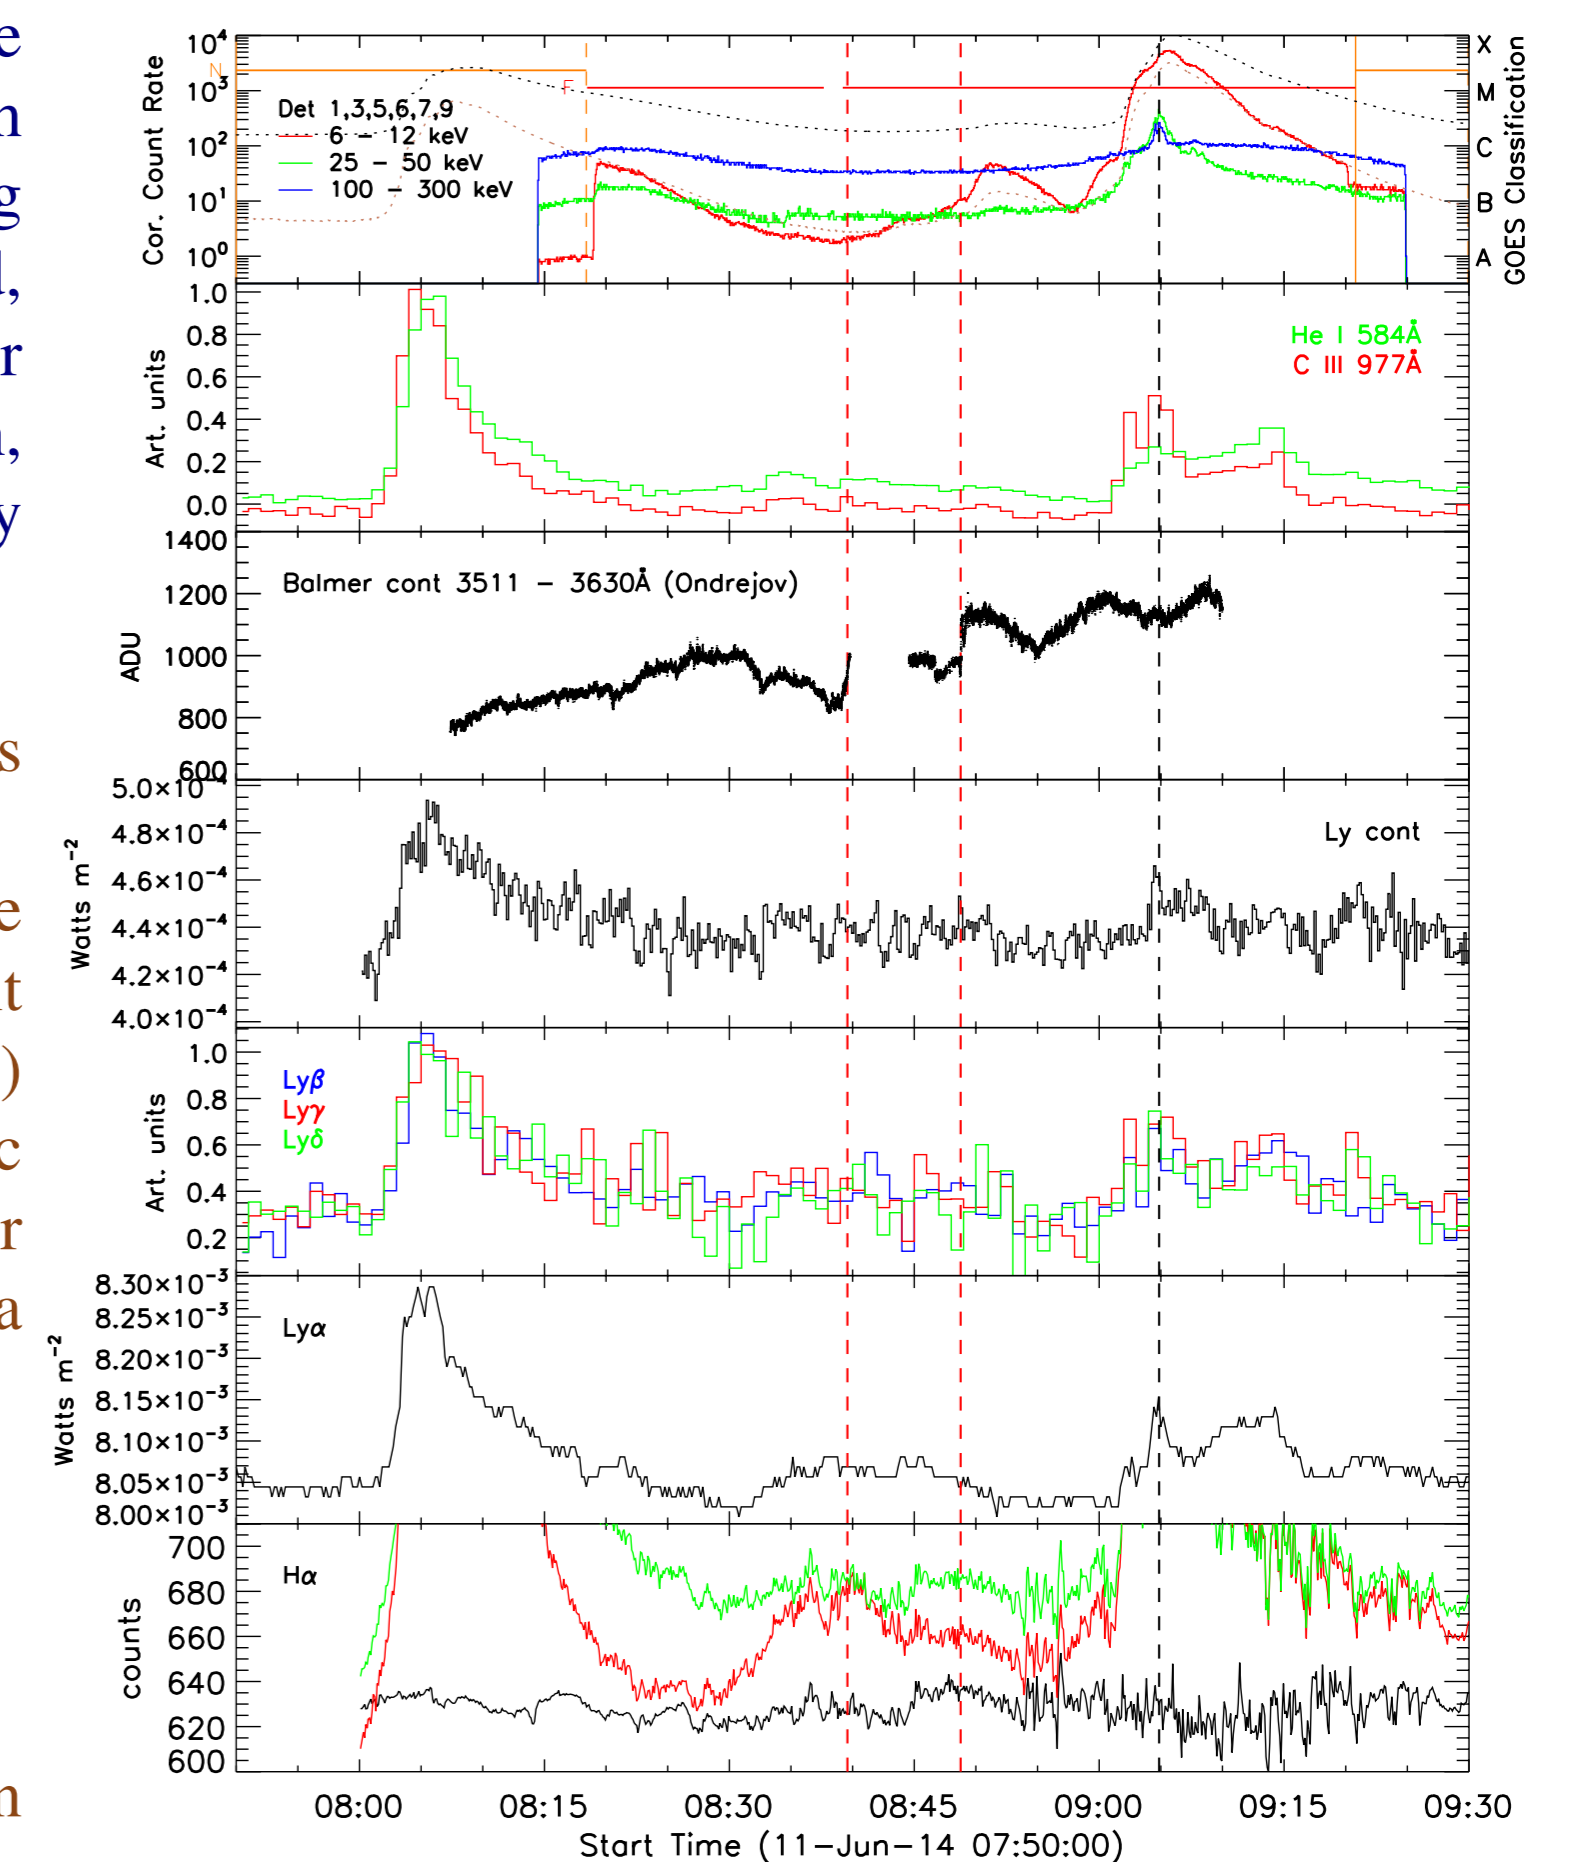 e
n
g
l,
r
n,
y
s
e
it
)
c
r
a
n
10⁴
10³
10²
10¹
10⁰
Cor. Count Rate
N
F
Det 1,3,5,6,7,9
6 – 12 keV
25 – 50 keV
100 – 300 keV
X
M
C
B
A
GOES Classification
1.0
0.8
0.6
0.4
0.2
0.0
Art. units
He I 584Å
C III 977Å
1400
1200
1000
800
600
ADU
Balmer cont 3511 – 3630Å (Ondrejov)
5.0×10⁻⁴
4.8×10⁻⁴
4.6×10⁻⁴
4.4×10⁻⁴
4.2×10⁻⁴
4.0×10⁻⁴
Watts m⁻²
Ly cont
1.0
0.8
0.6
0.4
0.2
Art. units
Lyβ
Lyγ
Lyδ
8.30×10⁻³
8.25×10⁻³
8.20×10⁻³
8.15×10⁻³
8.10×10⁻³
8.05×10⁻³
8.00×10⁻³
Watts m⁻²
Lyα
700
680
660
640
620
600
counts
Hα
08:00 08:15 08:30 08:45 09:00 09:15 09:30
Start Time (11–Jun–14 07:50:00)